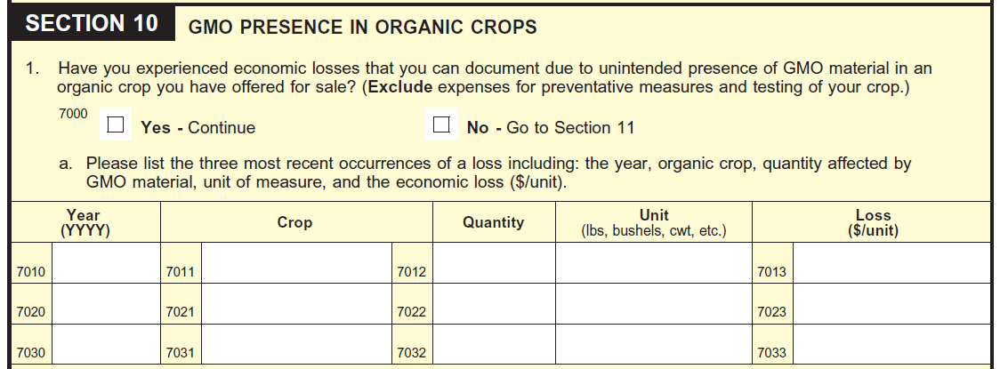 SECTION 10 GMO PRESENCE IN ORGANIC CROPS
1. Have you experienced economic losses that you can document due to unintended presence of GMO material in an
organic crop you have offered for sale? (Exclude expenses for preventative measures and testing of your crop.)
7000 Yes - Continue No - Go to Section 11
a. Please list the three most recent occurrences of a loss including: the year, organic crop, quantity affected by
GMO material, unit of measure, and the economic loss ($/unit).
Year Crop Quantity Unit Loss
(YYYY) (lbs, bushels, cwt, etc.) ($/unit)
7010 7011 7012 7013
7020 7021 7022 7023
7030 7031 7032 7033